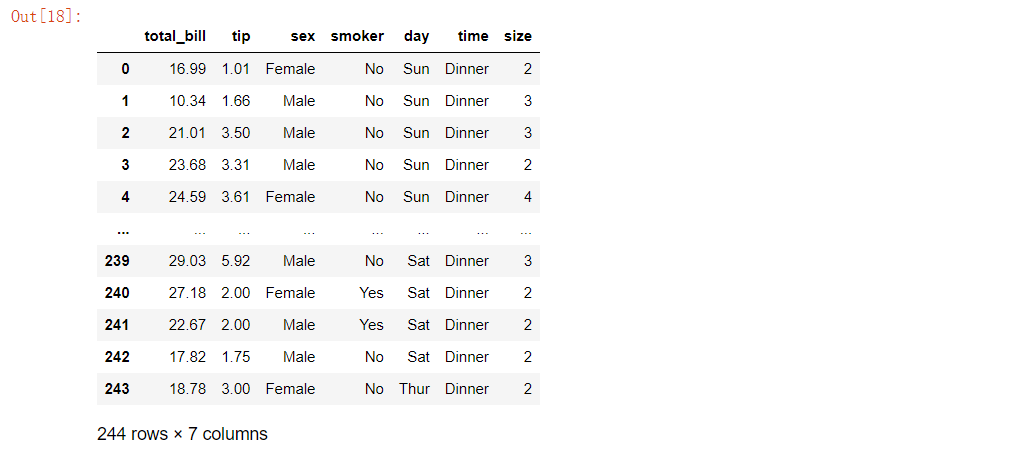 Out[18]:
total_bill tip sex smoker day time size
0 16.99 1.01 Female No Sun Dinner 2
1 10.34 1.66 Male No Sun Dinner 3
2 21.01 3.50 Male No Sun Dinner 3
3 23.68 3.31 Male No Sun Dinner 2
4 24.59 3.61 Female No Sun Dinner 4
... ... ... ... ... ... ... ...
239 29.03 5.92 Male No Sat Dinner 3
240 27.18 2.00 Female Yes Sat Dinner 2
241 22.67 2.00 Male Yes Sat Dinner 2
242 17.82 1.75 Male No Sat Dinner 2
243 18.78 3.00 Female No Thur Dinner 2
244 rows × 7 columns